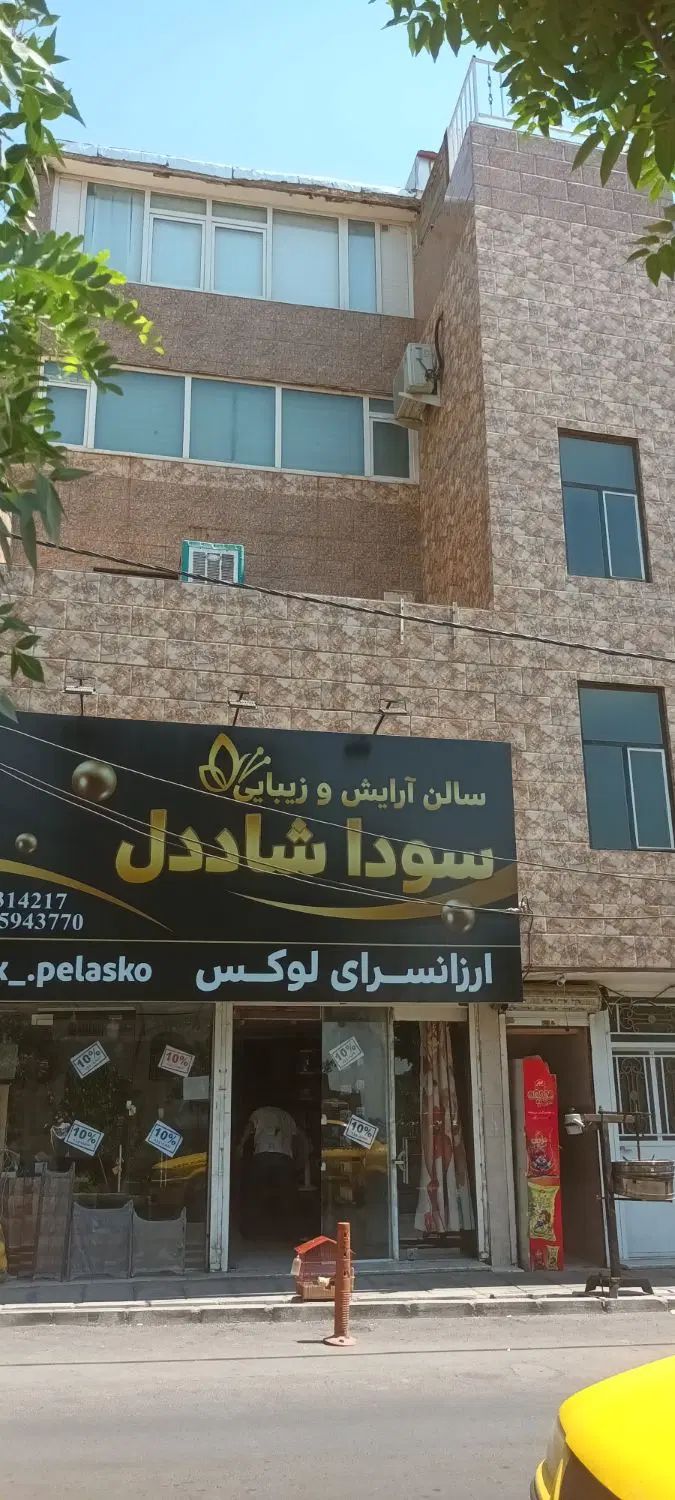 سالن آرایش و زیبایی
سودا شاددل
314217
5943770
ارزانسرای لوکس
x_.pelasko
10%
10%
10%
10%
10%
10%